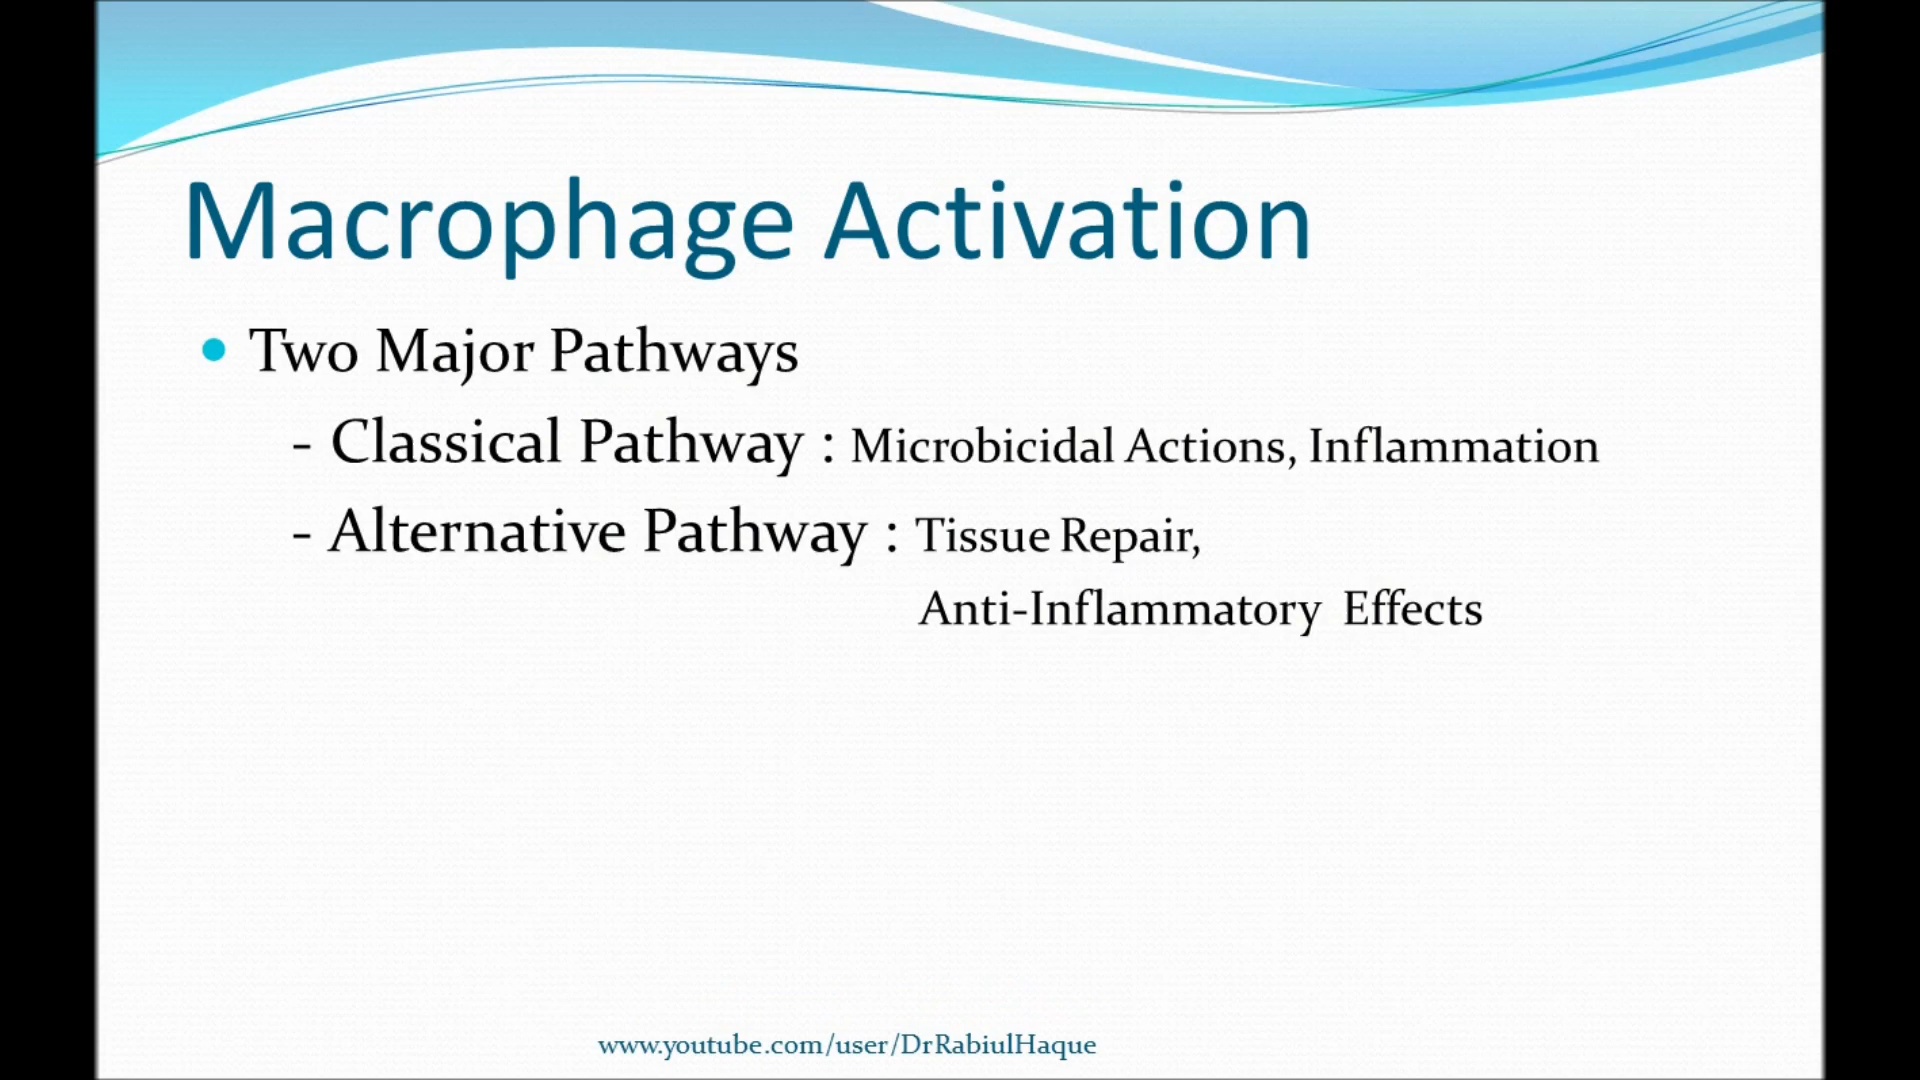 Macrophage Activation
• Two Major Pathways
- Classical Pathway : Microbicidal Actions, Inflammation
- Alternative Pathway : Tissue Repair,
Anti-Inflammatory Effects
www.youtube.com/user/DrRabiulHaque